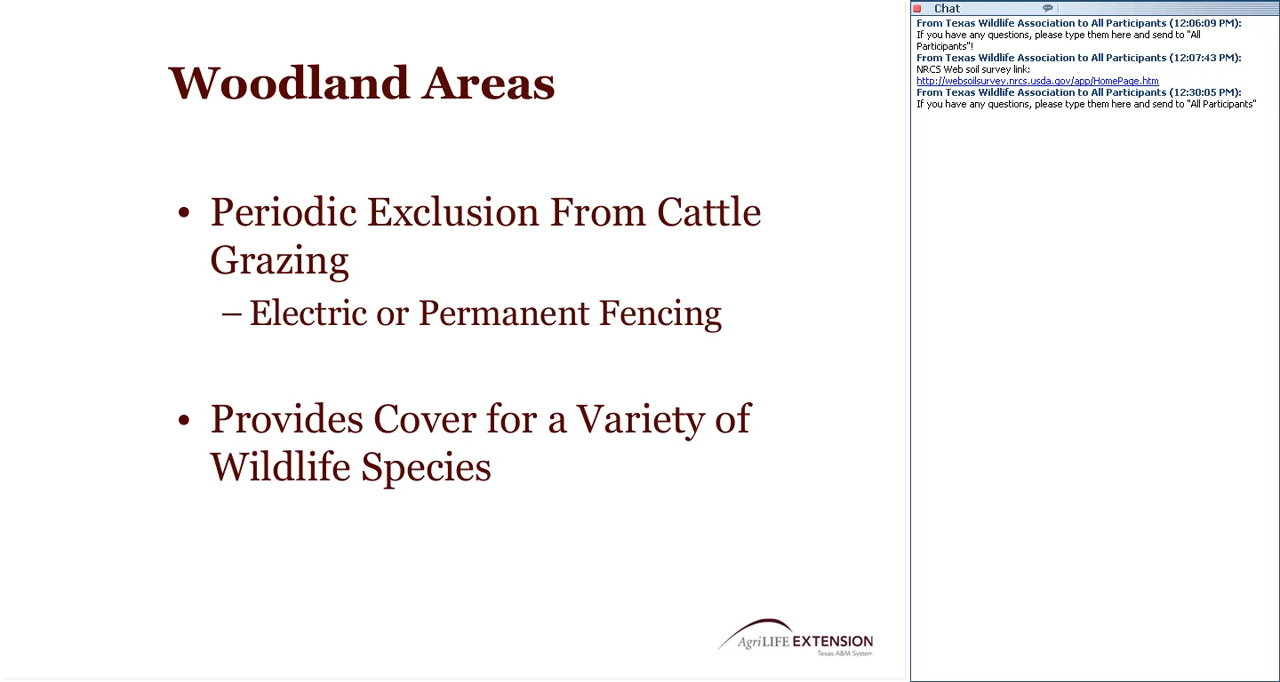 Woodland Areas
• Periodic Exclusion From Cattle
Grazing
– Electric or Permanent Fencing
• Provides Cover for a Variety of
Wildlife Species
AgriLIFE EXTENSION
Texas A&M System
Chat
From Texas Wildlife Association to All Participants (12:06:09 PM):
If you have any questions, please type them here and send to "All
Participants"!
From Texas Wildlife Association to All Participants (12:07:43 PM):
NRCS Web soil survey link:
http://websoilsurvey.nrcs.usda.gov/app/HomePage.htm
From Texas Wildlife Association to All Participants (12:30:05 PM):
If you have any questions, please type them here and send to "All Participants"